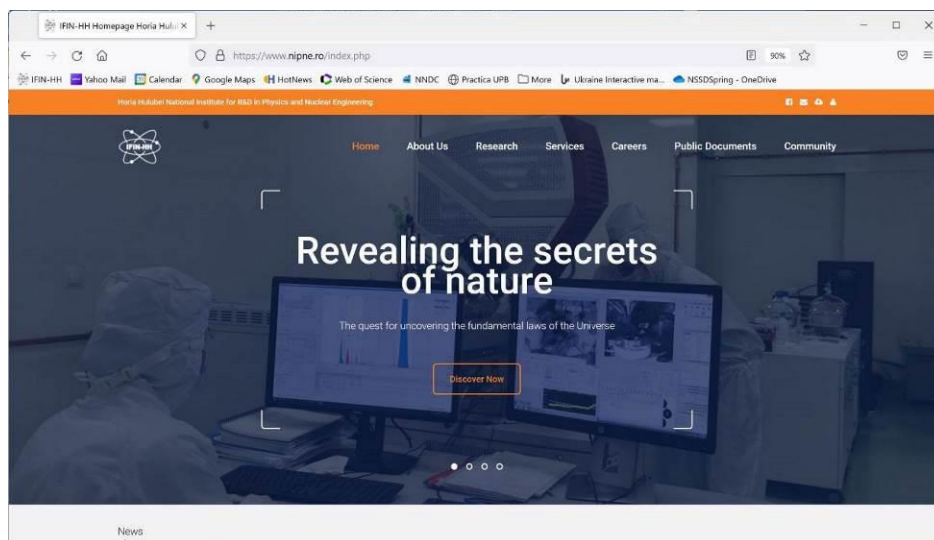 IFIN-HH Homepage Horia Hulu
https://www.nipne.ro/index.php
90%
IFIN-HH Yahoo Mail Calendar Google Maps HotNews Web of Science NNDC Practica UPB More Ukraine Interactive ma... NSSDSpring - OneDrive
Horia Hulubei National Institute for R&D in Physics and Nuclear Engineering
IFIN-HH
Home About Us Research Services Careers Public Documents Community
Revealing the secrets
of nature
The quest for uncovering the fundamental laws of the Universe
Discover Now
News